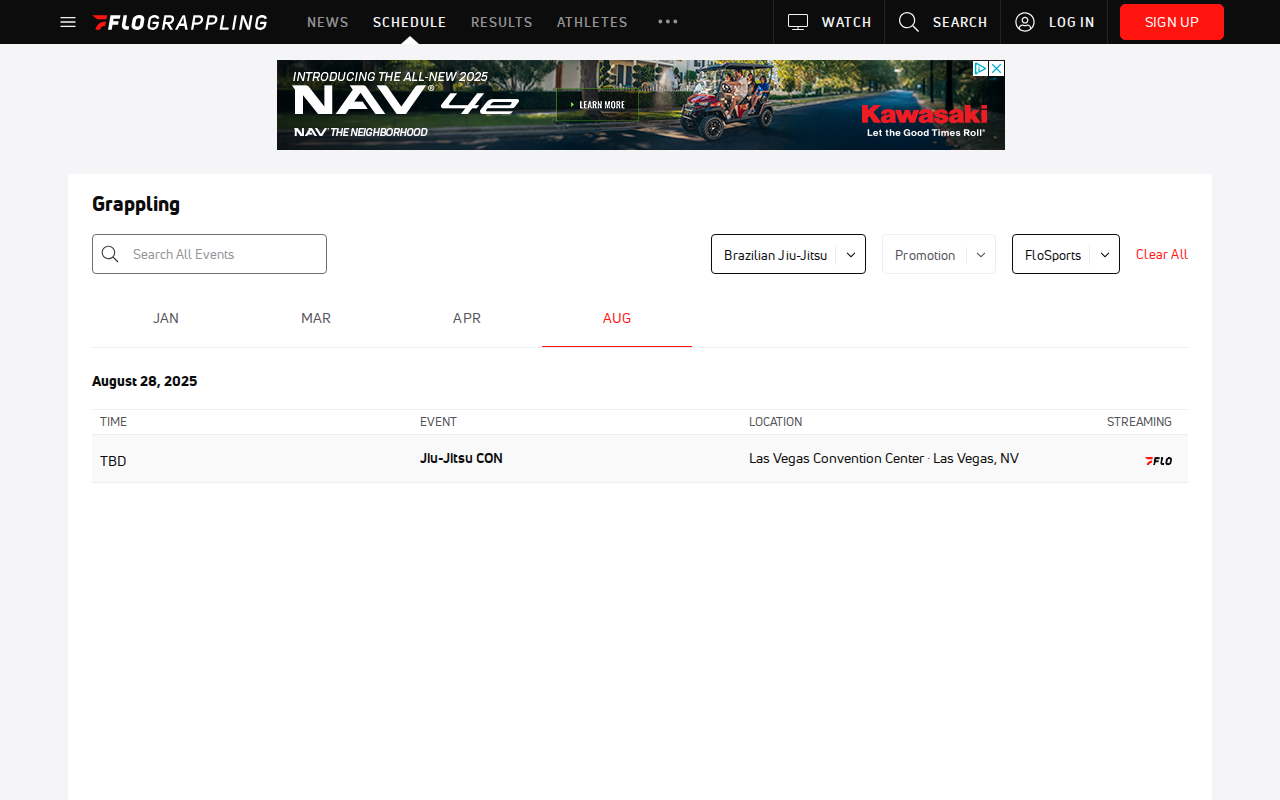 FLOGRAPPLING
NEWS
SCHEDULE
RESULTS
ATHLETES
WATCH
SEARCH
LOG IN
SIGN UP
INTRODUCING THE ALL-NEW 2025
NAV® 4e
NAV THE NEIGHBORHOOD
LEARN MORE
Kawasaki
Let the Good Times Roll®
Grappling
Search All Events
Brazilian Jiu-Jitsu
Promotion
FloSports
Clear All
JAN
MAR
APR
AUG
August 28, 2025
TIME
EVENT
LOCATION
STREAMING
TBD
Jiu-Jitsu CON
Las Vegas Convention Center · Las Vegas, NV
FLO